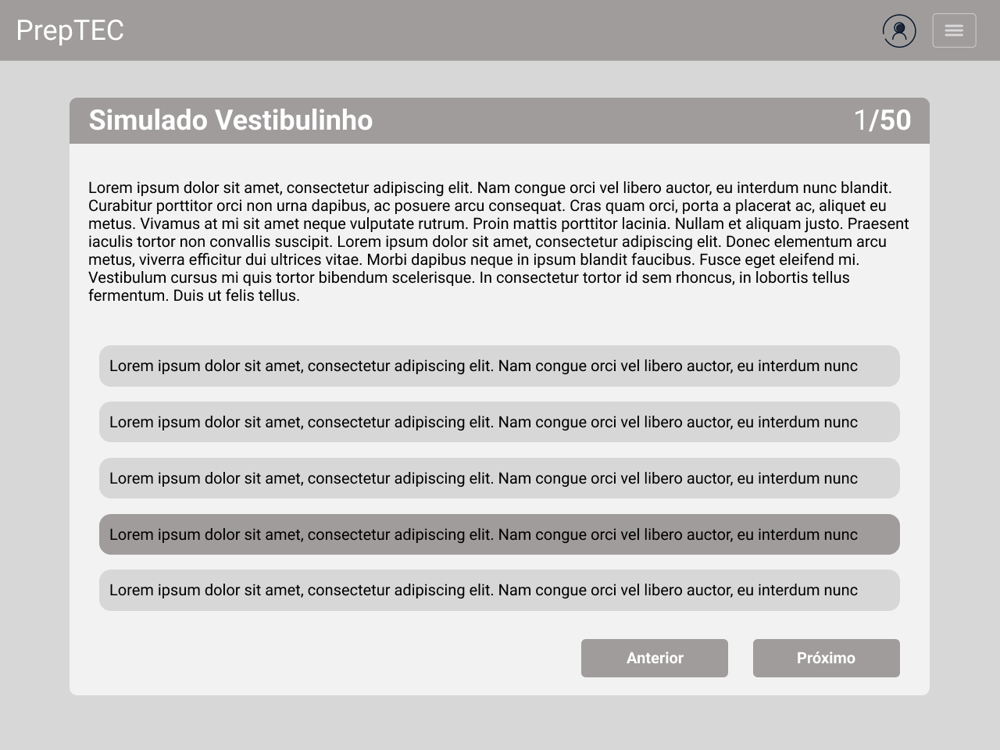 PrepTEC
Simulado Vestibulinho 1/50
Lorem ipsum dolor sit amet, consectetur adipiscing elit. Nam congue orci vel libero auctor, eu interdum nunc blandit.
Curabitur porttitor orci non urna dapibus, ac posuere arcu consequat. Cras quam orci, porta a placerat ac, aliquet eu
metus. Vivamus at mi sit amet neque vulputate rutrum. Proin mattis porttitor lacinia. Nullam et aliquam justo. Praesent
iaculis tortor non convallis suscipit. Lorem ipsum dolor sit amet, consectetur adipiscing elit. Donec elementum arcu
metus, viverra efficitur dui ultrices vitae. Morbi dapibus neque in ipsum blandit faucibus. Fusce eget eleifend mi.
Vestibulum cursus mi quis tortor bibendum scelerisque. In consectetur tortor id sem rhoncus, in lobortis tellus
fermentum. Duis ut felis tellus.
Lorem ipsum dolor sit amet, consectetur adipiscing elit. Nam congue orci vel libero auctor, eu interdum nunc
Lorem ipsum dolor sit amet, consectetur adipiscing elit. Nam congue orci vel libero auctor, eu interdum nunc
Lorem ipsum dolor sit amet, consectetur adipiscing elit. Nam congue orci vel libero auctor, eu interdum nunc
Lorem ipsum dolor sit amet, consectetur adipiscing elit. Nam congue orci vel libero auctor, eu interdum nunc
Lorem ipsum dolor sit amet, consectetur adipiscing elit. Nam congue orci vel libero auctor, eu interdum nunc
Anterior Próximo